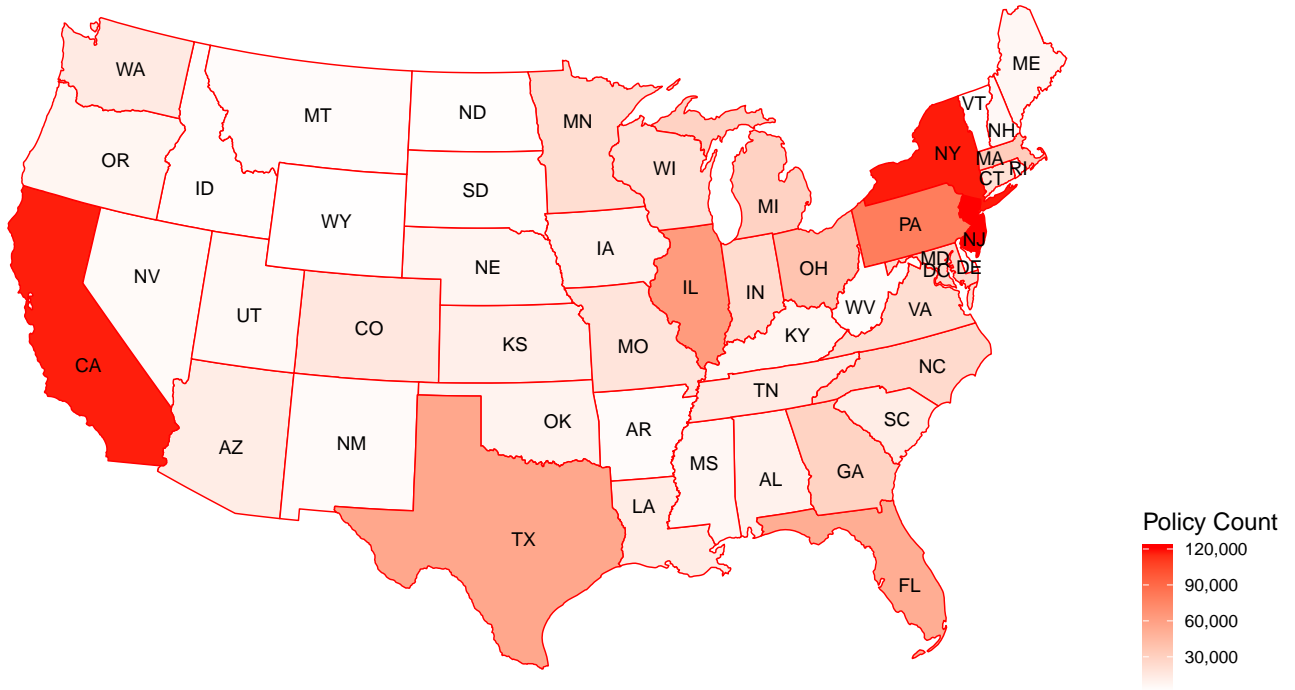 WA
MT
ND
MN
ME
VT
NH
OR
ID
SD
WI
NY
MA
CT
RI
WY
MI
IA
PA
NJ
NV
NE
IL
IN
OH
MD
DC
DE
UT
CO
KS
MO
KY
WV
VA
CA
TN
NC
AZ
NM
OK
AR
SC
MS
AL
GA
LA
TX
FL
Policy Count
120,000
90,000
60,000
30,000